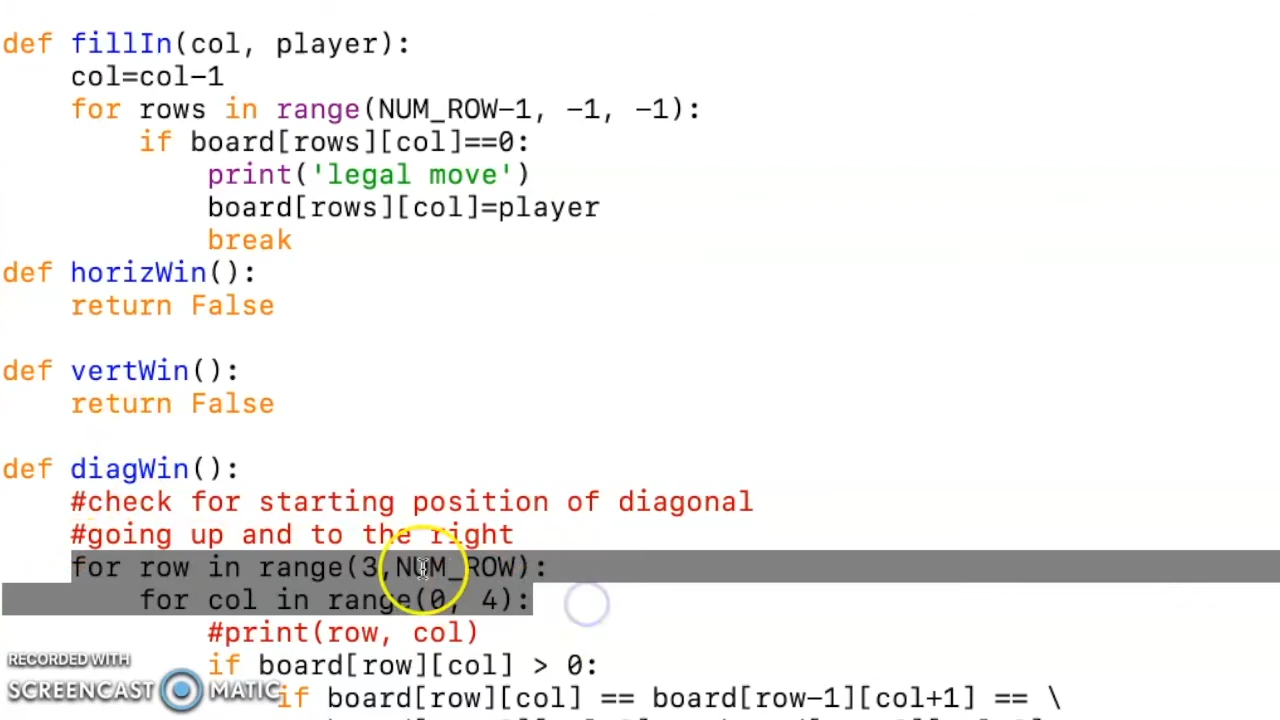 def fillIn(col, player):
    col=col-1
    for rows in range(NUM_ROW-1, -1, -1):
        if board[rows][col]==0:
            print('legal move')
            board[rows][col]=player
            break
def horizWin():
    return False

def vertWin():
    return False

def diagWin():
    #check for starting position of diagonal
    #going up and to the right
    for row in range(3,NUM_ROW):
        for col in range(0, 4):
            #print(row, col)
            if board[row][col] > 0:
                if board[row][col] == board[row-1][col+1] == \
RECORDED WITH
SCREENCAST MATIC